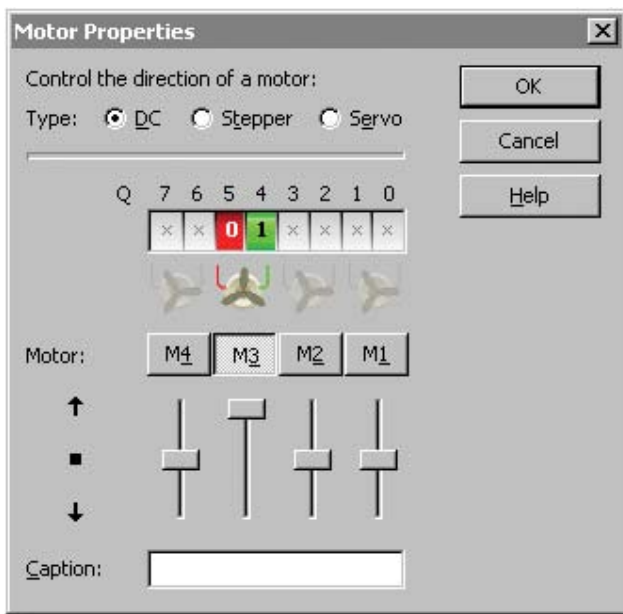 Motor Properties
Control the direction of a motor:
Type: DC Stepper Servo
OK
Cancel
Help
Q 7 6 5 4 3 2 1 0
× × 0 1 × × × ×
Motor: M4 M3 M2 M1
Caption: